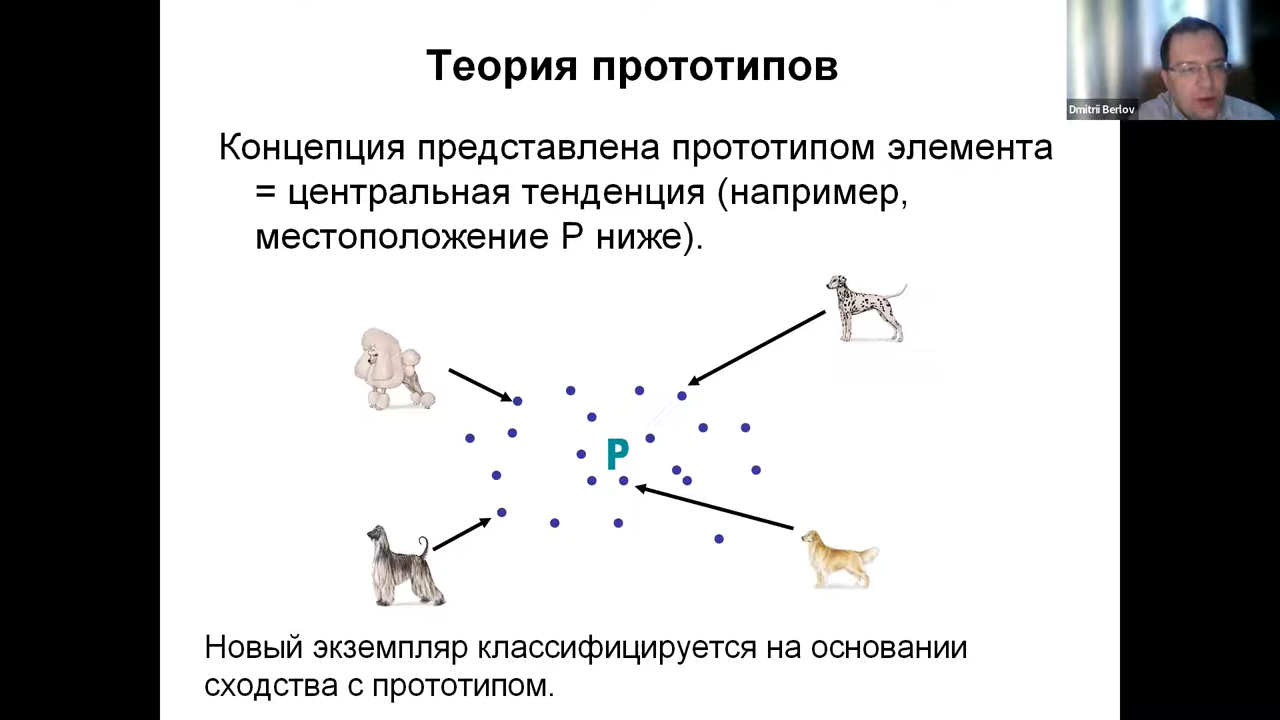 Теория прототипов
Dmitrii Berlov
Концепция представлена прототипом элемента
= центральная тенденция (например,
местоположение P ниже).
P
Новый экземпляр классифицируется на основании
сходства с прототипом.